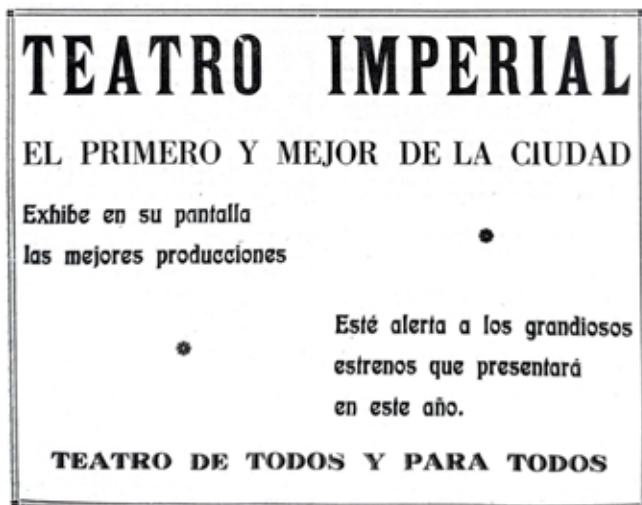 TEATRO IMPERIAL
EL PRIMERO Y MEJOR DE LA CIUDAD
Exhibe en su pantalla
las mejores producciones
Esté alerta a los grandiosos
estrenos que presentará
en este año.
TEATRO DE TODOS Y PARA TODOS